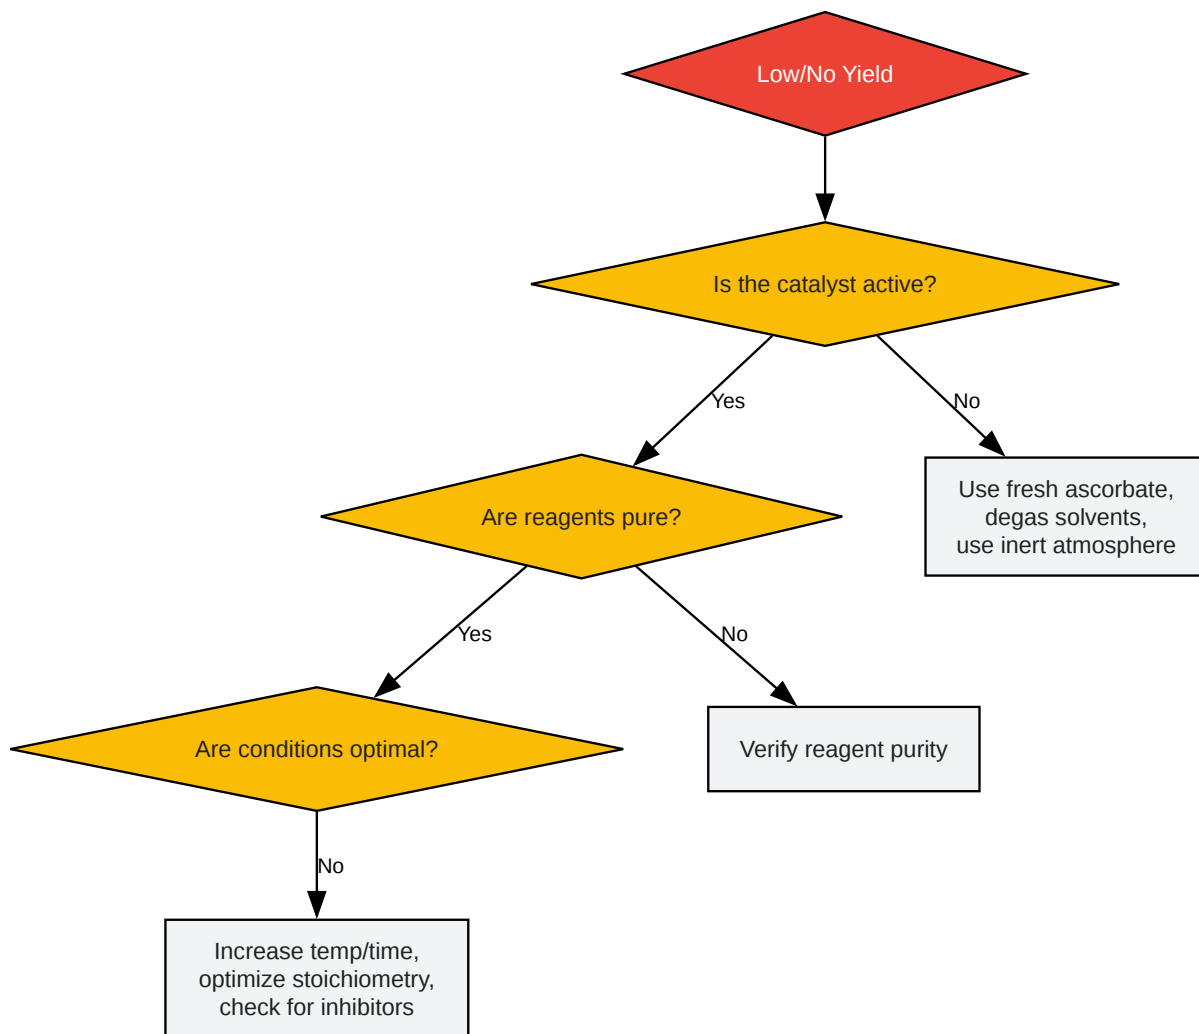 Low/No Yield
Is the catalyst active?
Yes
No
Use fresh ascorbate,
degas solvents,
use inert atmosphere
Are reagents pure?
Yes
No
Verify reagent purity
Are conditions optimal?
No
Increase temp/time,
optimize stoichiometry,
check for inhibitors